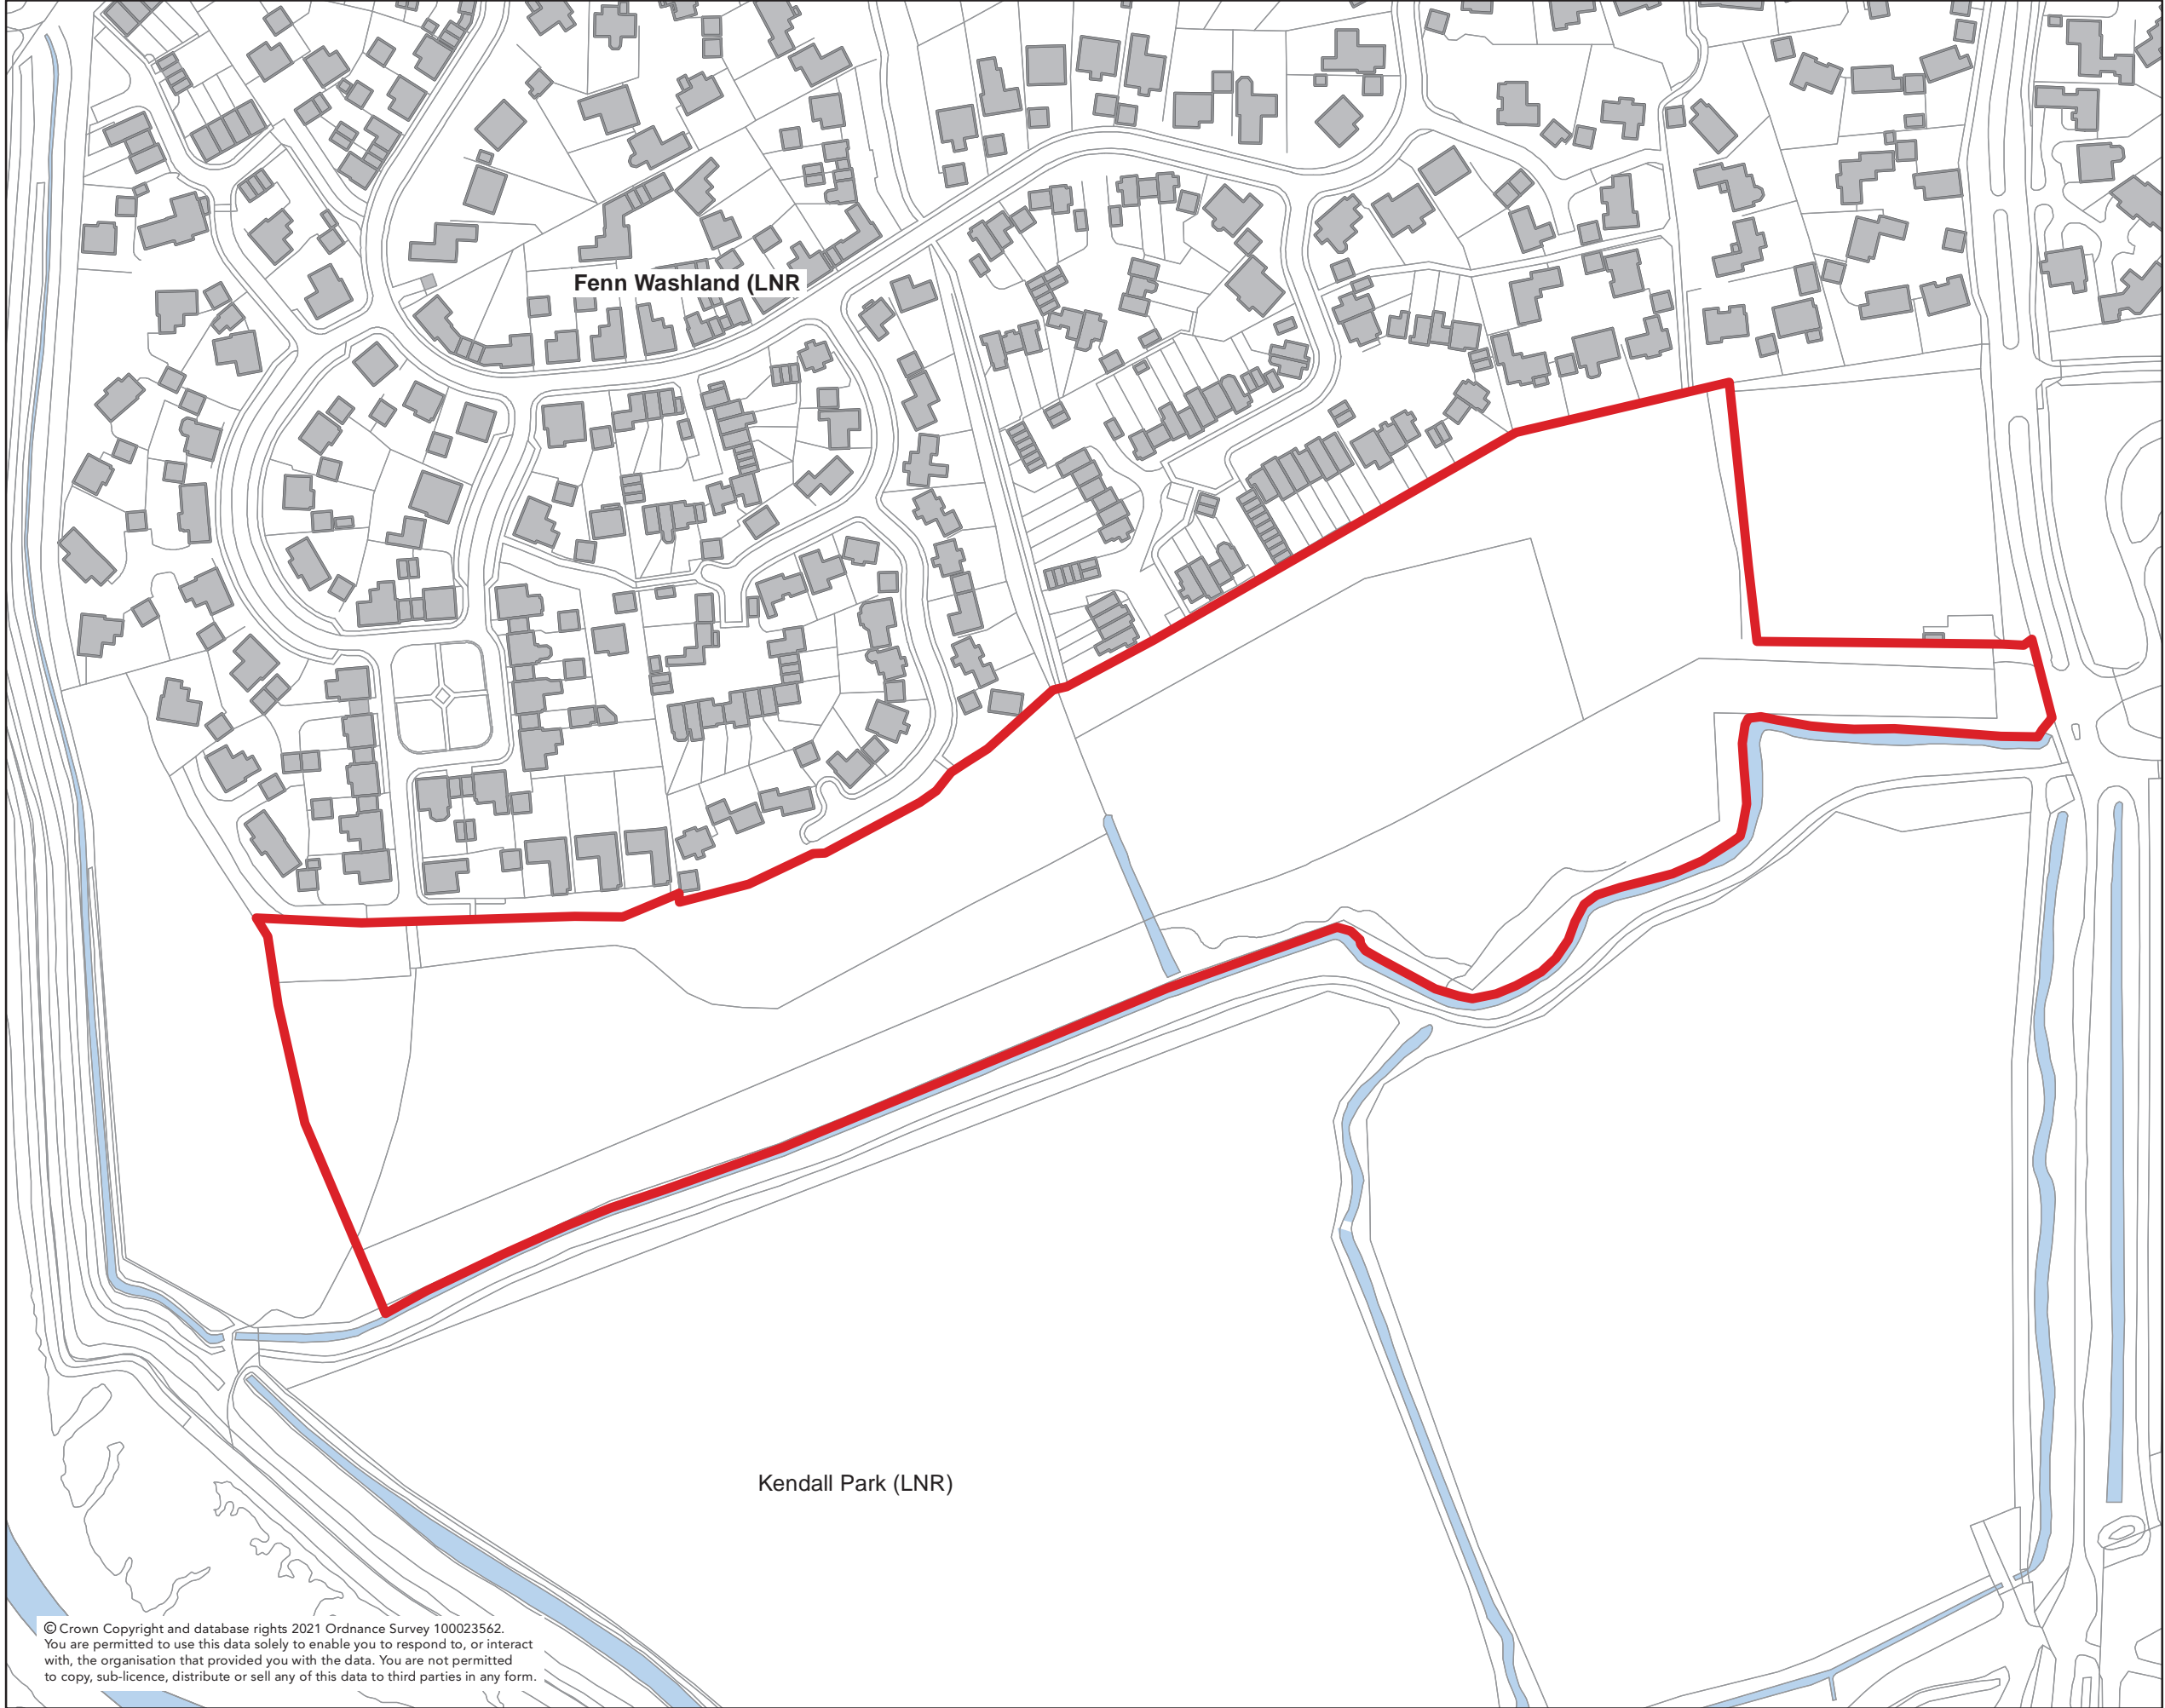 Fenn Washland (LNR
Kendall Park (LNR)
© Crown Copyright and database rights 2021 Ordnance Survey 100023562.
You are permitted to use this data solely to enable you to respond to, or interact
with, the organisation that provided you with the data. You are not permitted
to copy, sub-licence, distribute or sell any of this data to third parties in any form.